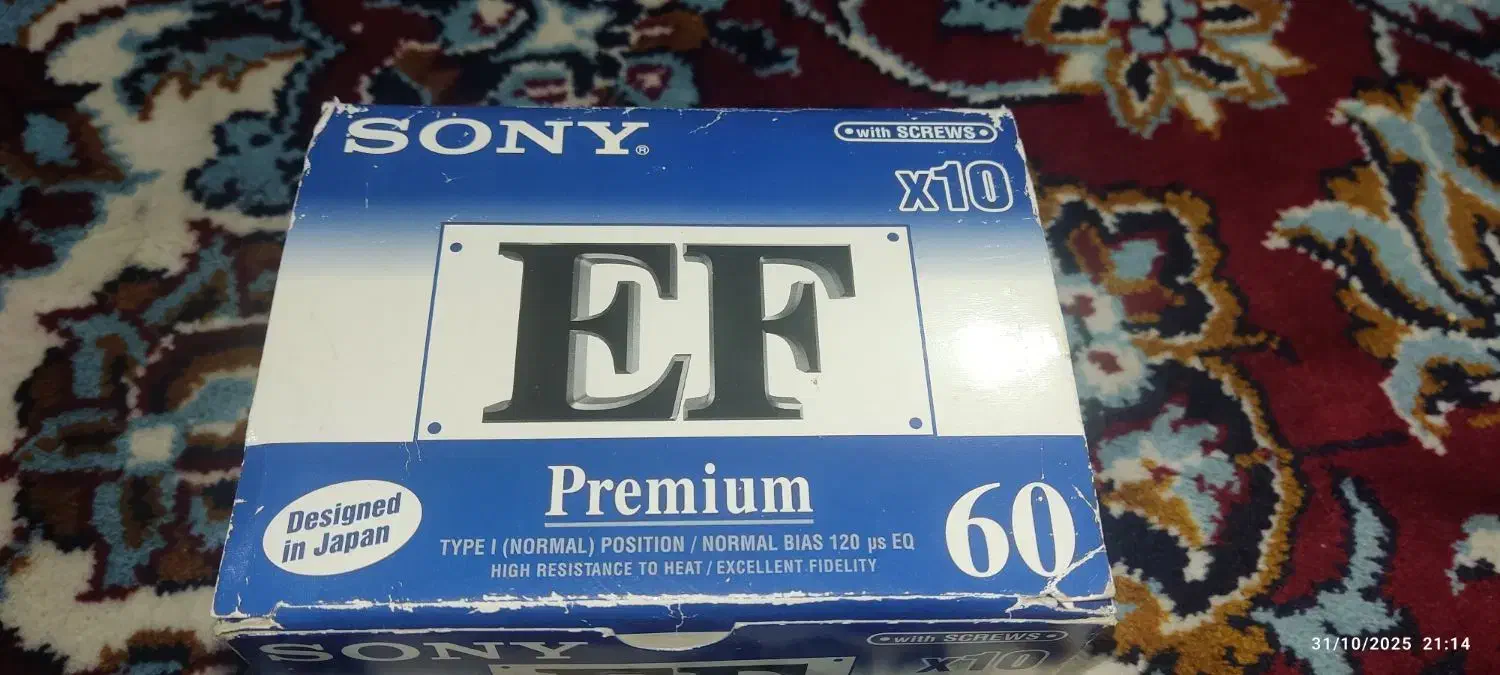 SONY®
with SCREWS
x10
EF
Premium
Designed
in Japan
TYPE I (NORMAL) POSITION / NORMAL BIAS 120 µs EQ
HIGH RESISTANCE TO HEAT / EXCELLENT FIDELITY
60
SONY
with SCREWS
x10
31/10/2025 21:14